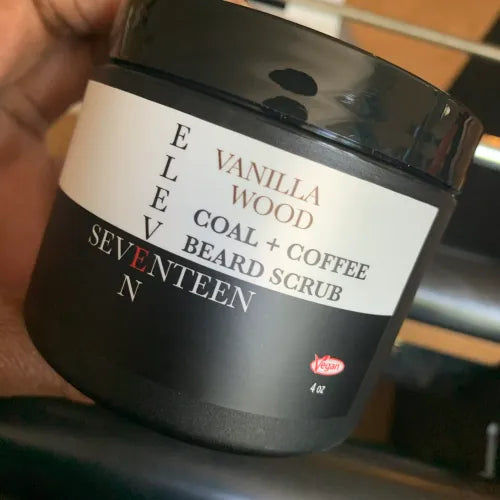 ELEVEN
SEVENTEEN
VANILLA
WOOD
COAL + COFFEE
BEARD SCRUB
Vegan
4 oz